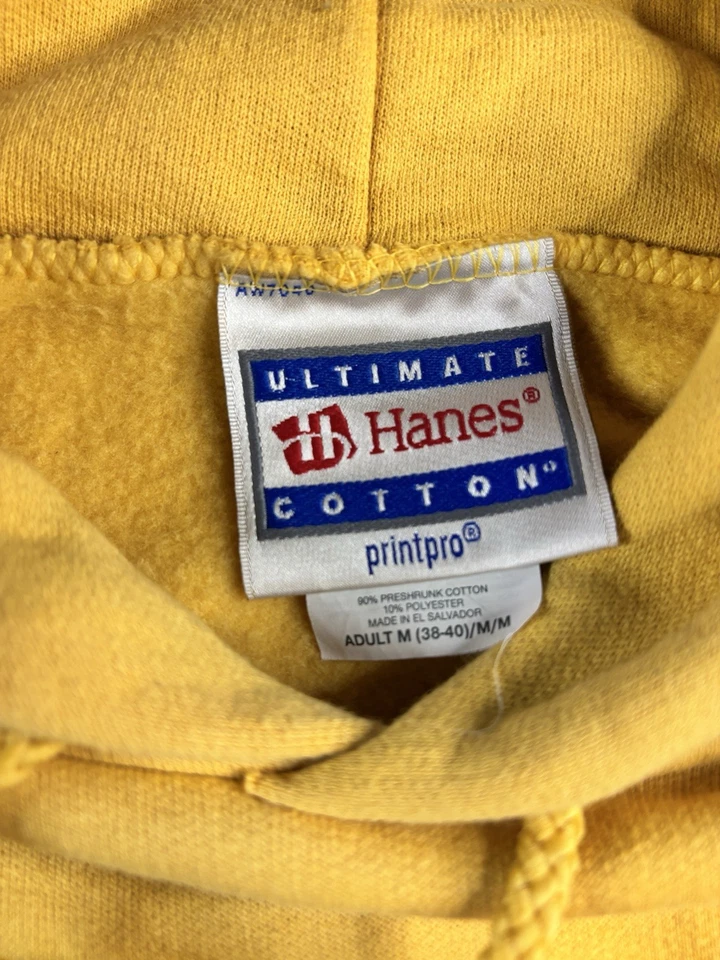 ULTIMATE
Hanes®
COTTON®
printpro®
90% PRESHRUNK COTTON
10% POLYESTER
MADE IN EL SALVADOR
ADULT M (38-40)/M/M